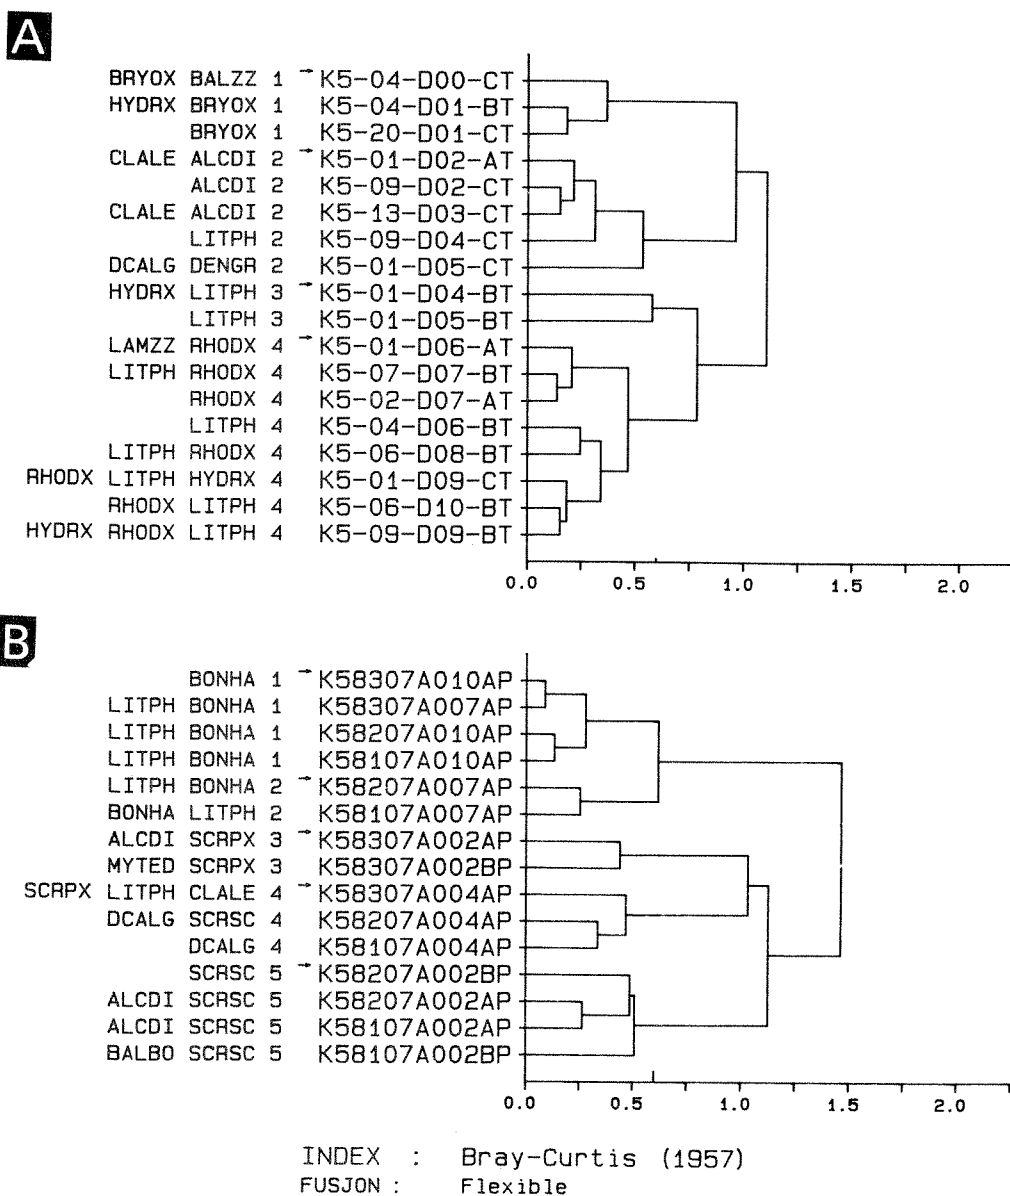 A
BRYOX BALZZ 1 → K5-04-D00-CT
HYDRX BRYOX 1 K5-04-D01-BT
BRYOX 1 K5-20-D01-CT
CLALE ALCDI 2 → K5-01-D02-AT
ALCDI 2 K5-09-D02-CT
CLALE ALCDI 2 K5-13-D03-CT
LITPH 2 K5-09-D04-CT
DCALG DENGR 2 K5-01-D05-CT
HYDRX LITPH 3 → K5-01-D04-BT
LITPH 3 K5-01-D05-BT
LAMZZ RHODX 4 → K5-01-D06-AT
LITPH RHODX 4 K5-07-D07-BT
RHODX 4 K5-02-D07-AT
LITPH 4 K5-04-D06-BT
LITPH RHODX 4 K5-06-D08-BT
RHODX LITPH HYDRX 4 K5-01-D09-CT
RHODX LITPH 4 K5-06-D10-BT
HYDRX RHODX LITPH 4 K5-09-D09-BT
0.0 0.5 1.0 1.5 2.0
B
BONHA 1 → K58307A010AP
LITPH BONHA 1 K58307A007AP
LITPH BONHA 1 K58207A010AP
LITPH BONHA 1 K58107A010AP
LITPH BONHA 2 → K58207A007AP
BONHA LITPH 2 K58107A007AP
ALCDI SCRPX 3 → K58307A002AP
MYTED SCRPX 3 K58307A002BP
SCRPX LITPH CLALE 4 → K58307A004AP
DCALG SCRSC 4 K58207A004AP
DCALG 4 K58107A004AP
SCRSC 5 → K58207A002BP
ALCDI SCRSC 5 K58207A002AP
ALCDI SCRSC 5 K58107A002AP
BALBO SCRSC 5 K58107A002BP
0.0 0.5 1.0 1.5 2.0
INDEX : Bray-Curtis (1957)
FUSJON : Flexible